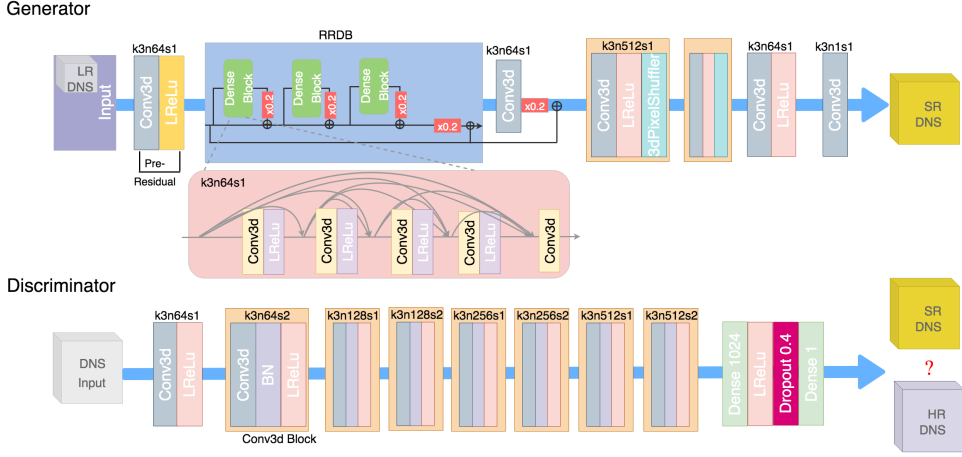 Generator
LR
DNS
Input
Conv3d
LReLu
k3n64s1
Pre-
Residual
RRDB
Dense
Block
x0.2
Dense
Block
x0.2
Dense
Block
x0.2
x0.2
k3n64s1
Conv3d
x0.2
k3n512s1
Conv3d
LReLu
3dPixelShuffler
k3n64s1
Conv3d
LReLu
k3n1s1
Conv3d
SR
DNS
k3n64s1
Conv3d
LReLu
Conv3d
LReLu
Conv3d
LReLu
Conv3d
LReLu
Conv3d
Discriminator
DNS
Input
k3n64s1
Conv3d
LReLu
k3n64s2
Conv3d
BN
LReLu
Conv3d Block
k3n128s1
k3n128s2
k3n256s1
k3n256s2
k3n512s1
k3n512s2
Dense 1024
LReLu
Dropout 0.4
Dense 1
SR
DNS
?
HR
DNS